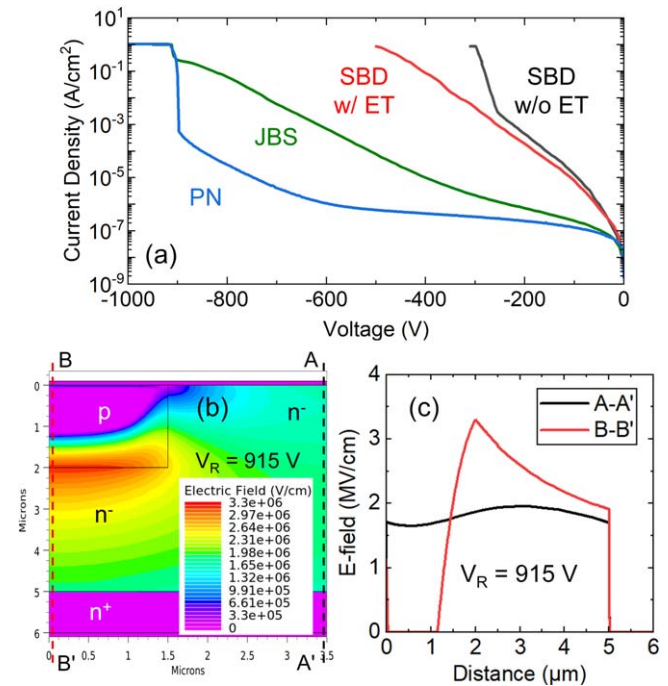 (a)
Current Density (A/cm²)
10¹
10⁻¹
10⁻³
10⁻⁵
10⁻⁷
10⁻⁹
SBD
w/ ET
SBD
w/o ET
JBS
PN
-1000 -800 -600 -400 -200 0
Voltage (V)
B A
(b)
p
n⁻
V_R = 915 V
n⁻
n⁺
Electric Field (V/cm)
3.3e+06
2.97e+06
2.64e+06
2.31e+06
1.98e+06
1.65e+06
1.32e+06
9.91e+05
6.61e+05
3.3e+05
0
Microns
0
1
2
3
4
5
6
0 0.5 1 1.5 2 2.5 3 3.5
Microns
B' A'
(c)
E-field (MV/cm)
4
3
2
1
0
A-A'
B-B'
V_R = 915 V
0 1 2 3 4 5 6
Distance (µm)